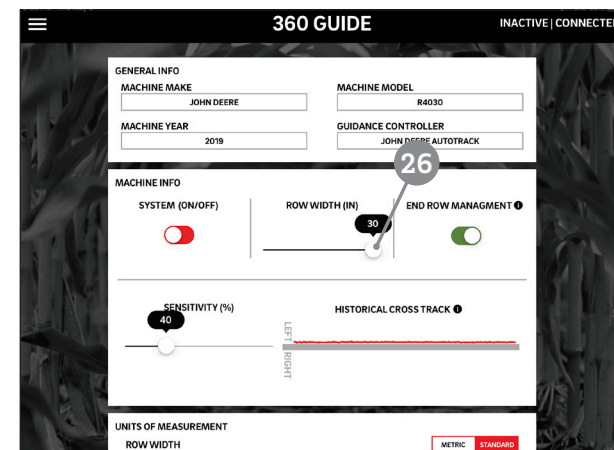 360 GUIDE
INACTIVE | CONNECTED
GENERAL INFO
MACHINE MAKE
MACHINE MODEL
JOHN DEERE
R4030
MACHINE YEAR
GUIDANCE CONTROLLER
2019
JOHN DEERE AUTOTRACK
26
MACHINE INFO
SYSTEM (ON/OFF)
ROW WIDTH (IN)
END ROW MANAGMENT
30
SENSITIVITY (%)
HISTORICAL CROSS TRACK
40
LEFT
RIGHT
UNITS OF MEASUREMENT
ROW WIDTH
METRIC
STANDARD